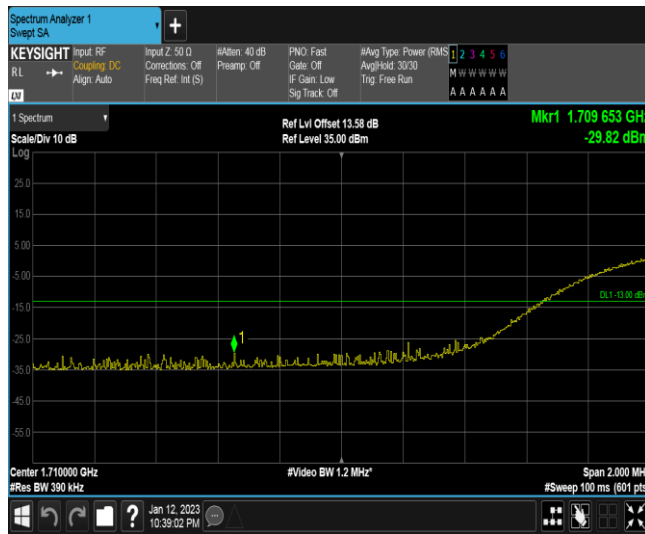 Spectrum Analyzer 1
Swept SA
+
KEYSIGHT
RL
LXI
Input: RF
Coupling: DC
Align: Auto
Input Z: 50 Ω
Corrections: Off
Freq Ref: Int (S)
#Atten: 40 dB
Preamp: Off
PNO: Fast
Gate: Off
IF Gain: Low
Sig Track: Off
#Avg Type: Power (RMS
Avg|Hold: 30/30
Trig: Free Run
1 2 3 4 5 6
M W W W W W
A A A A A A
1 Spectrum
Scale/Div 10 dB
Log
Ref Lvl Offset 13.58 dB
Ref Level 35.00 dBm
Mkr1 1.709 653 GHz
-29.82 dBm
25.0
15.0
5.00
-5.00
-15.0
-25.0
-35.0
-45.0
-55.0
1
DL1 -13.00 dBm
Center 1.710000 GHz
#Res BW 390 kHz
#Video BW 1.2 MHz*
Span 2.000 MH
#Sweep 100 ms (601 pts
?
Jan 12, 2023
10:39:02 PM